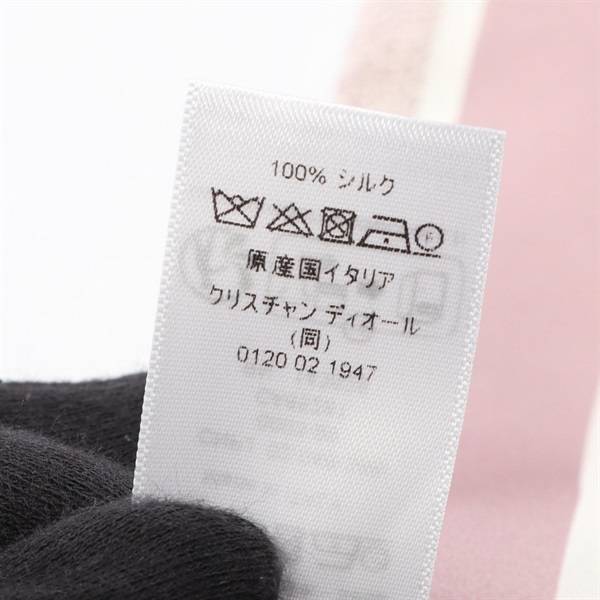 100% シルク
原産国イタリア
クリスチャン ディオール
(同)
0120 02 1947